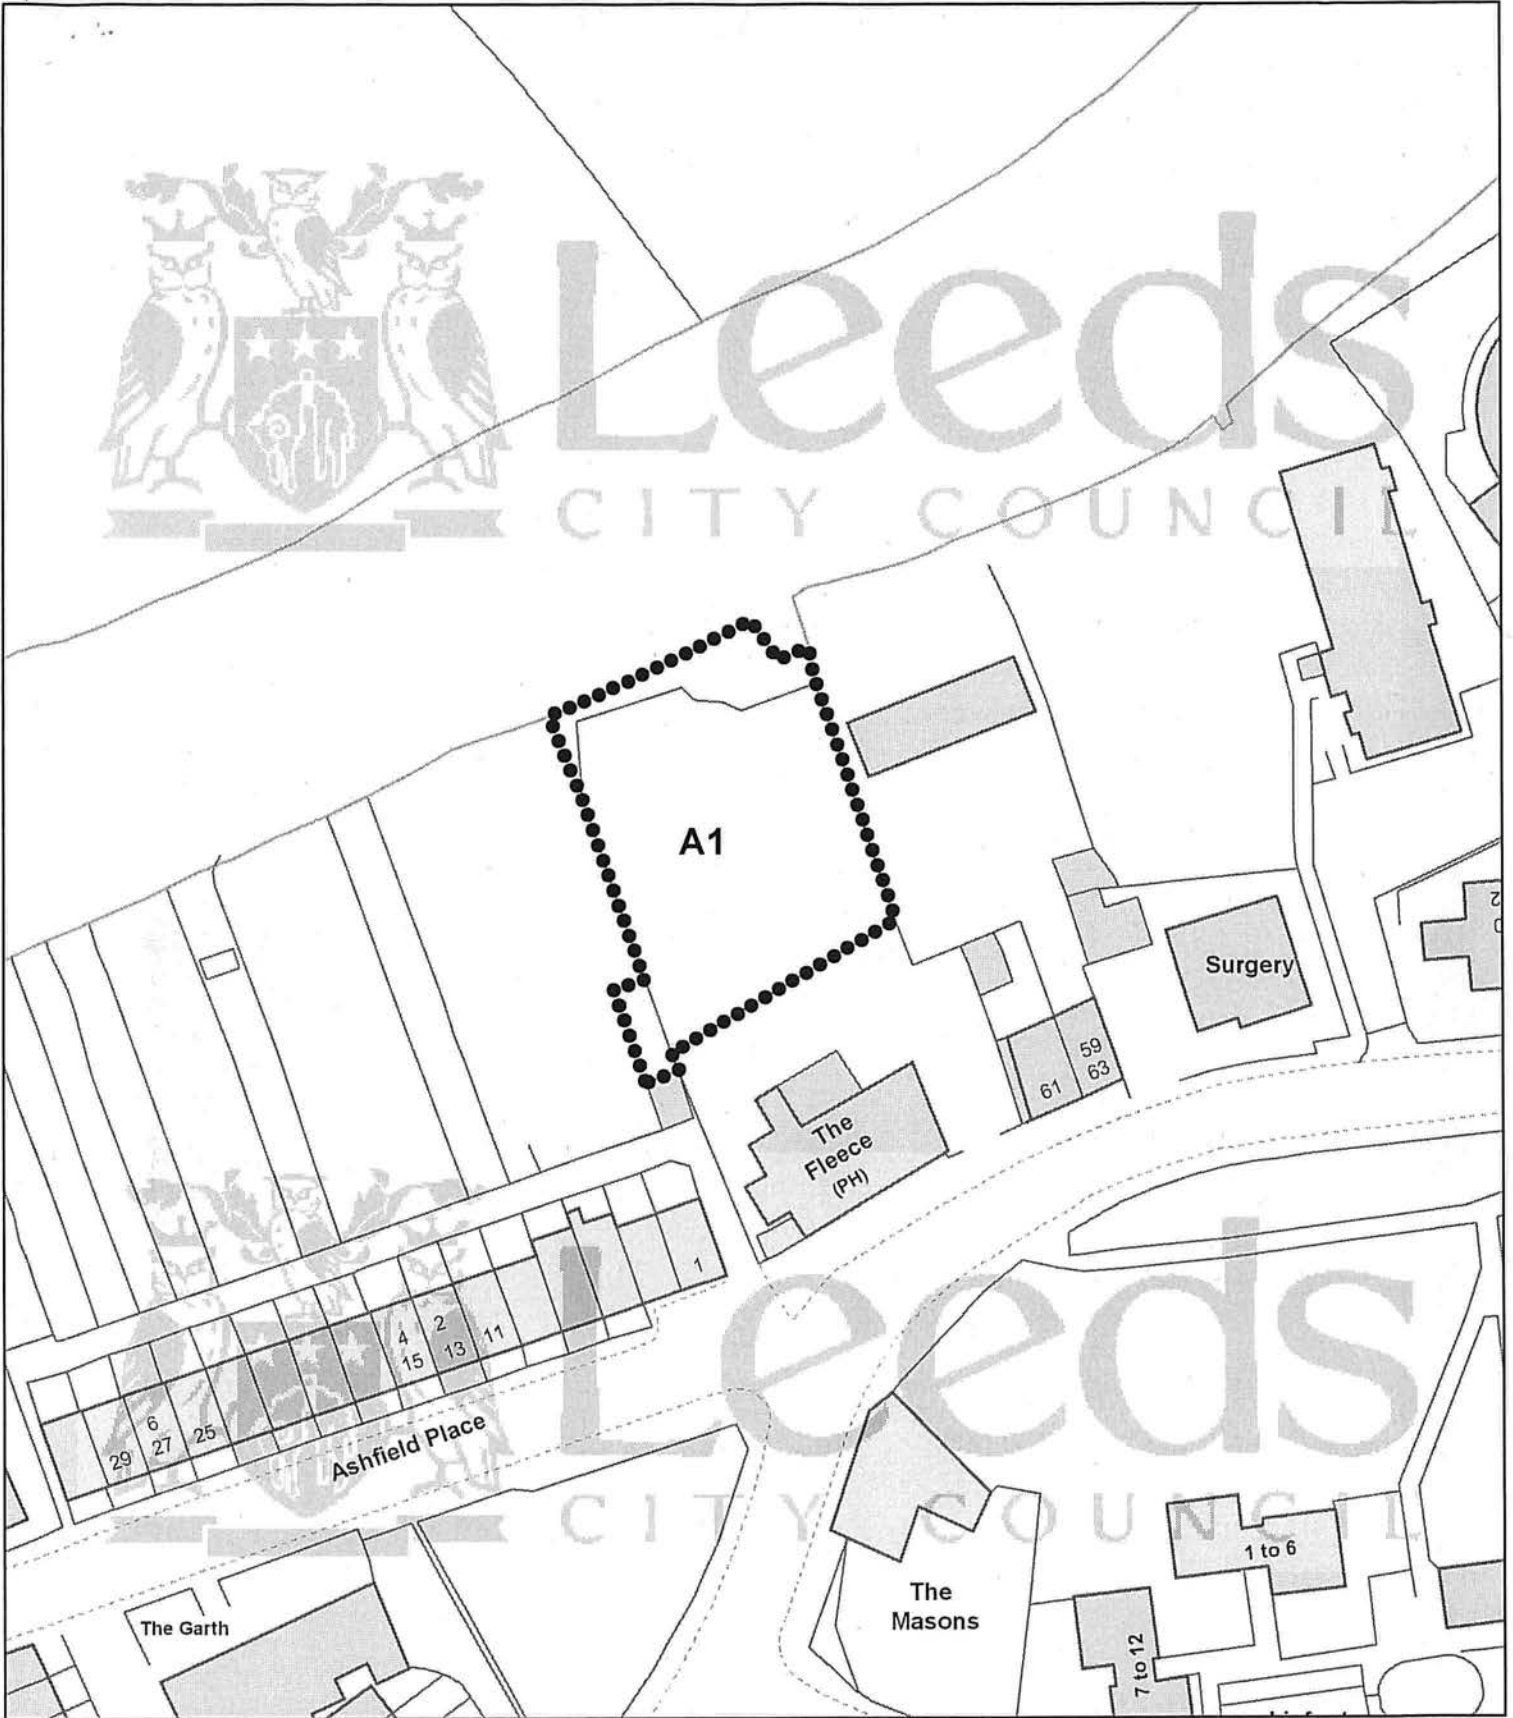 Leeds
CITY COUNCIL
A1
Surgery
59
63
61
The
Fleece
(PH)
1
2
4
11
13
15
6
25
27
29
Ashfield Place
Leeds
CITY COUNCIL
1 to 6
The
Masons
The Garth
7 to 12